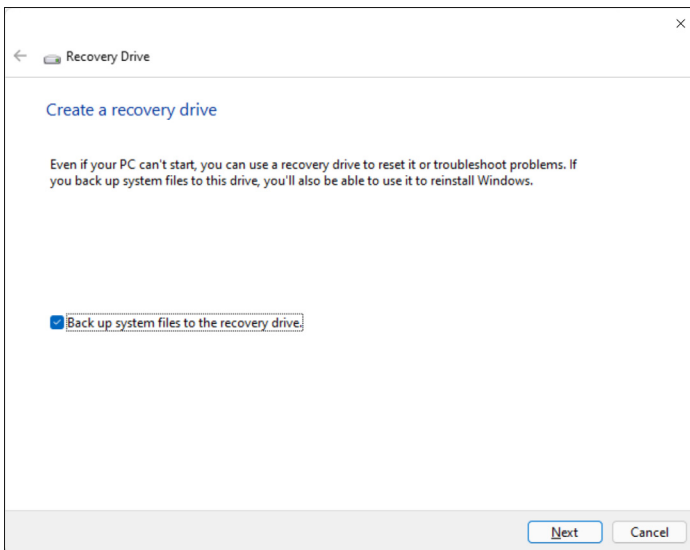 Recovery Drive
Create a recovery drive
Even if your PC can't start, you can use a recovery drive to reset it or troubleshoot problems. If
you back up system files to this drive, you'll also be able to use it to reinstall Windows.
Back up system files to the recovery drive.
Next
Cancel